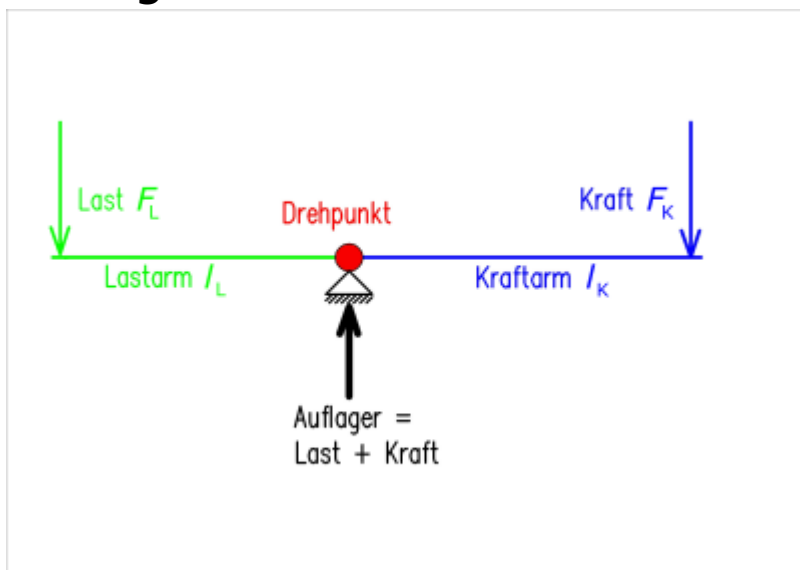 Last F_L
Kraft F_K
Drehpunkt
Lastarm l_L
Kraftarm l_K
Auflager =
Last + Kraft